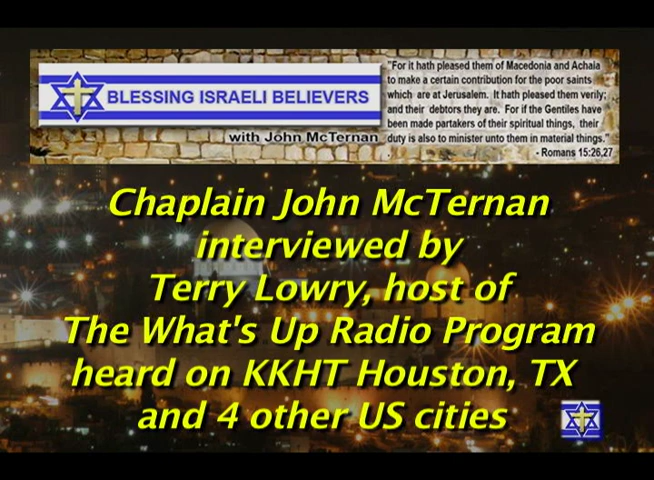 BLESSING ISRAELI BELIEVERS
with John McTernan
"For it hath pleased them of Macedonia and Achaia
to make a certain contribution for the poor saints
which are at Jerusalem. It hath pleased them verily;
and their debtors they are. For if the Gentiles have
been made partakers of their spiritual things, their
duty is also to minister unto them in material things."
- Romans 15:26,27
Chaplain John McTernan
interviewed by
Terry Lowry, host of
The What's Up Radio Program
heard on KKHT Houston, TX
and 4 other US cities